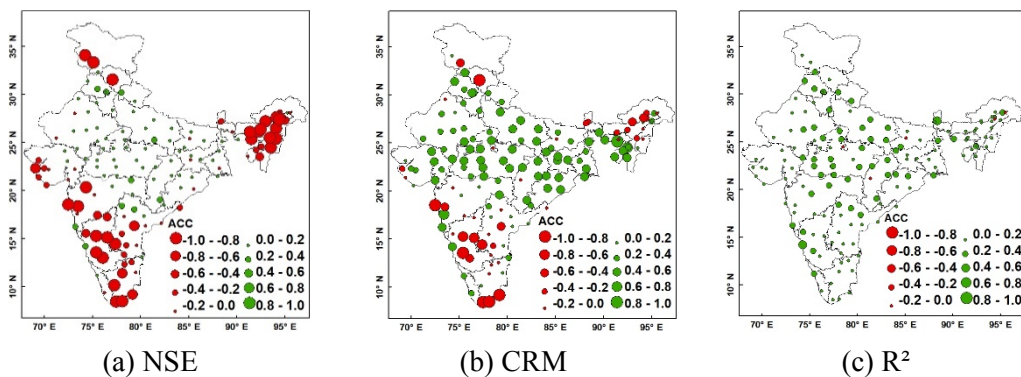 35° N
30° N
25° N
20° N
15° N
10° N
ACC
-1.0 - -0.8 0.0 - 0.2
-0.8 - -0.6 0.2 - 0.4
-0.6 - -0.4 0.4 - 0.6
-0.4 - -0.2 0.6 - 0.8
-0.2 - 0.0 0.8 - 1.0
70° E 75° E 80° E 85° E 90° E 95° E
(a) NSE
35° N
30° N
25° N
20° N
15° N
10° N
ACC
-1.0 - -0.8 0.0 - 0.2
-0.8 - -0.6 0.2 - 0.4
-0.6 - -0.4 0.4 - 0.6
-0.4 - -0.2 0.6 - 0.8
-0.2 - 0.0 0.8 - 1.0
70° E 75° E 80° E 85° E 90° E 95° E
(b) CRM
35° N
30° N
25° N
20° N
15° N
10° N
ACC
-1.0 - -0.8 0.0 - 0.2
-0.8 - -0.6 0.2 - 0.4
-0.6 - -0.4 0.4 - 0.6
-0.4 - -0.2 0.6 - 0.8
-0.2 - 0.0 0.8 - 1.0
70° E 75° E 80° E 85° E 90° E 95° E
(c) R²